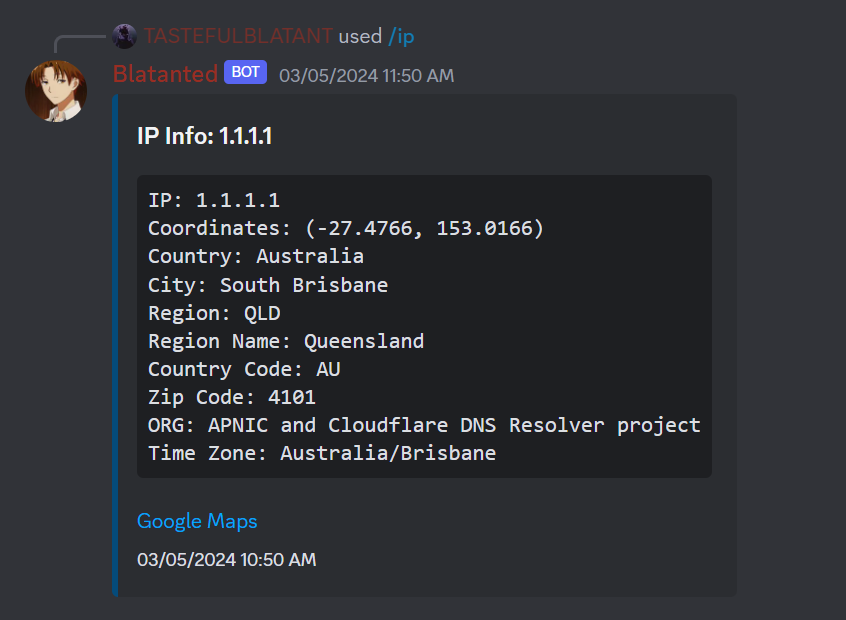 TASTEFULBLATANT used /ip
Blatanted BOT 03/05/2024 11:50 AM
IP Info: 1.1.1.1
IP: 1.1.1.1
Coordinates: (-27.4766, 153.0166)
Country: Australia
City: South Brisbane
Region: QLD
Region Name: Queensland
Country Code: AU
Zip Code: 4101
ORG: APNIC and Cloudflare DNS Resolver project
Time Zone: Australia/Brisbane
Google Maps
03/05/2024 10:50 AM